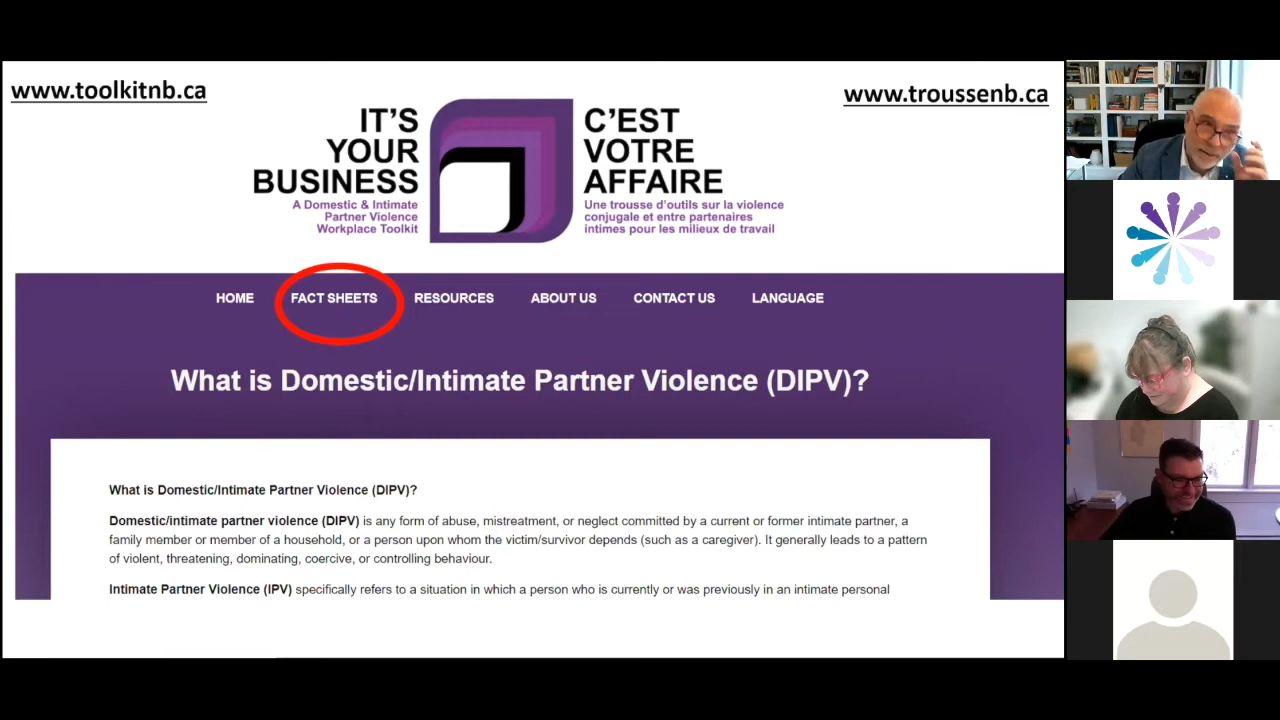 www.toolkitnb.ca
www.troussenb.ca
IT'S
YOUR
BUSINESS
A Domestic & Intimate
Partner Violence
Workplace Toolkit
C'EST
VOTRE
AFFAIRE
Une trousse d'outils sur la violence
conjugale et entre partenaires
intimes pour les milieux de travail
HOME FACT SHEETS RESOURCES ABOUT US CONTACT US LANGUAGE
What is Domestic/Intimate Partner Violence (DIPV)?
What is Domestic/Intimate Partner Violence (DIPV)?
Domestic/intimate partner violence (DIPV) is any form of abuse, mistreatment, or neglect committed by a current or former intimate partner, a
family member or member of a household, or a person upon whom the victim/survivor depends (such as a caregiver). It generally leads to a pattern
of violent, threatening, dominating, coercive, or controlling behaviour.
Intimate Partner Violence (IPV) specifically refers to a situation in which a person who is currently or was previously in an intimate personal